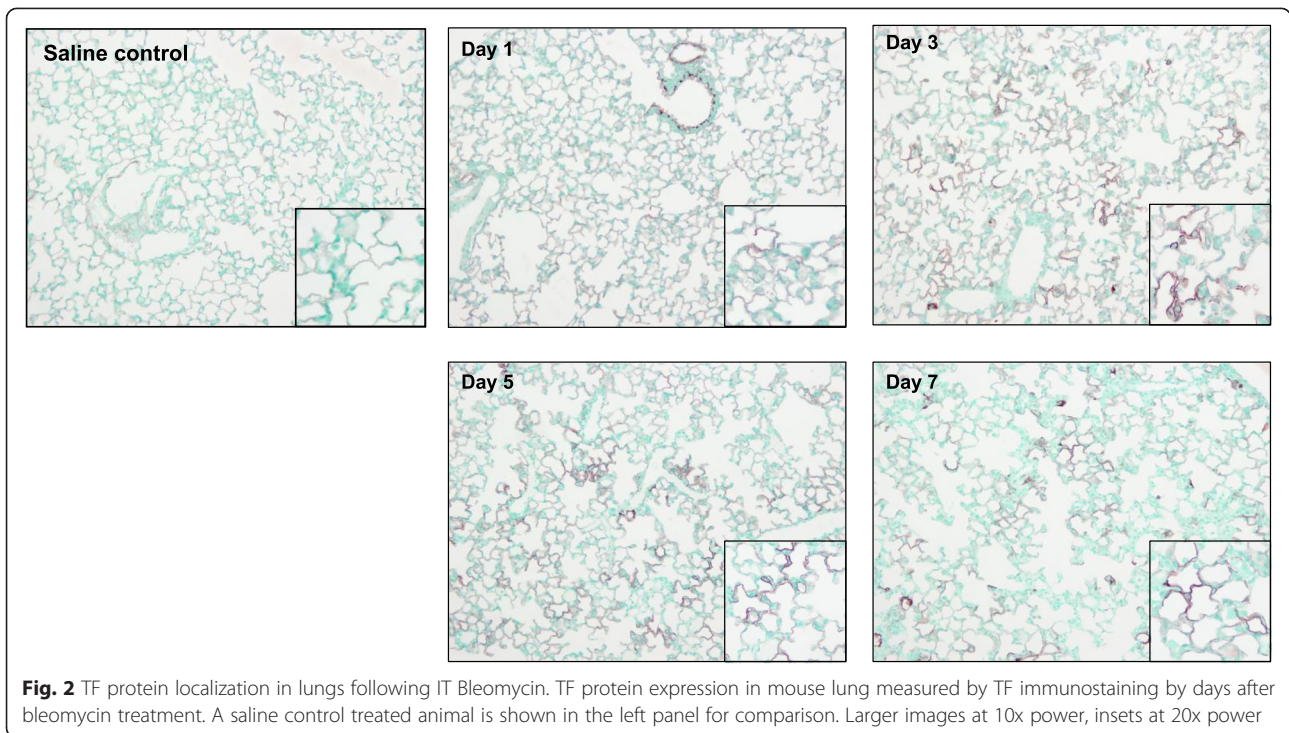 Saline control
Day 1
Day 3
Day 5
Day 7
Fig. 2 TF protein localization in lungs following IT Bleomycin. TF protein expression in mouse lung measured by TF immunostaining by days after
bleomycin treatment. A saline control treated animal is shown in the left panel for comparison. Larger images at 10x power, insets at 20x power